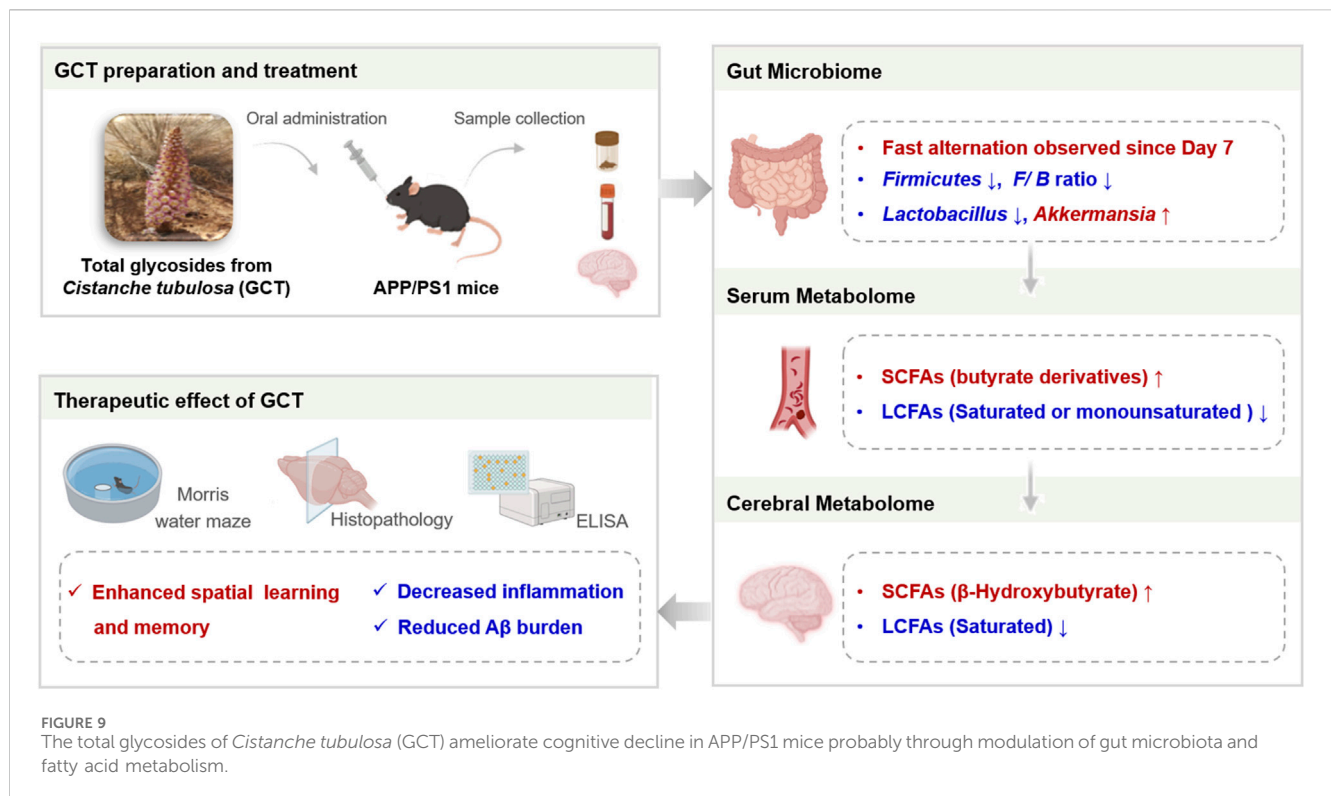 GCT preparation and treatment
Oral administration
Sample collection
Total glycosides from
Cistanche tubulosa (GCT)
APP/PS1 mice
Gut Microbiome
• Fast alternation observed since Day 7
• Firmicutes ↓, F/ B ratio ↓
• Lactobacillus ↓, Akkermansia ↑
Serum Metabolome
• SCFAs (butyrate derivatives) ↑
• LCFAs (Saturated or monounsaturated ) ↓
Cerebral Metabolome
• SCFAs (β-Hydroxybutyrate) ↑
• LCFAs (Saturated) ↓
Therapeutic effect of GCT
Morris
water maze
Histopathology
ELISA
✓ Enhanced spatial learning
and memory
✓ Decreased inflammation
✓ Reduced Aβ burden
FIGURE 9
The total glycosides of Cistanche tubulosa (GCT) ameliorate cognitive decline in APP/PS1 mice probably through modulation of gut microbiota and
fatty acid metabolism.